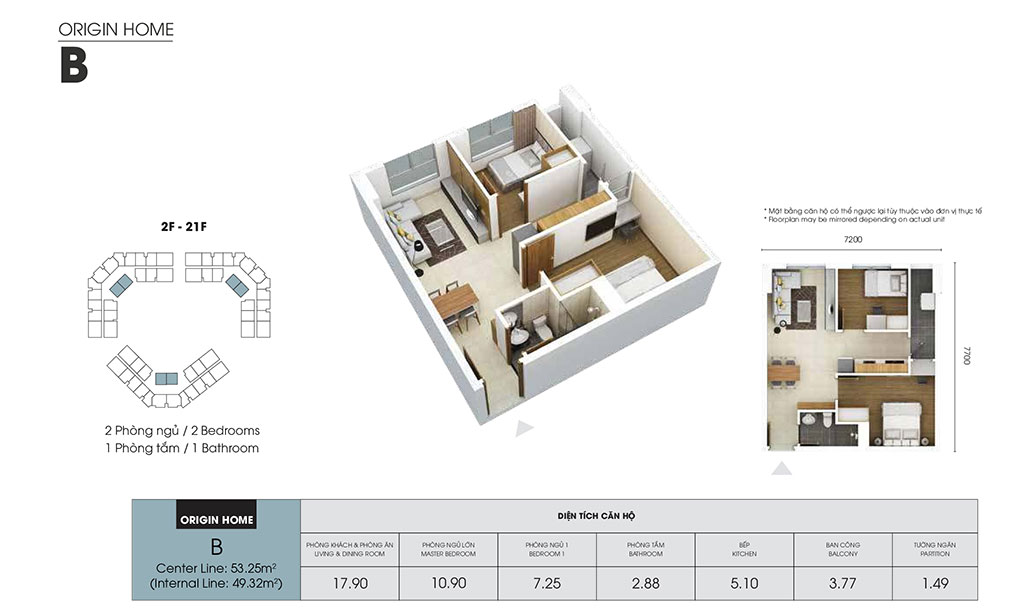 ORIGIN HOME
B
2F - 21F
2 Phòng ngủ / 2 Bedrooms
1 Phòng tắm / 1 Bathroom
* Mặt bằng căn hộ có thể ngược lại tùy thuộc vào đơn vị thực tế
* Floorplan may be mirrored depending on actual unit
7200
7700
ORIGIN HOME
B
Center Line: 53.25m²
(Internal Line: 49.32m²)
DIỆN TÍCH CĂN HỘ
PHÒNG KHÁCH & PHÒNG ĂN
LIVING & DINING ROOM
PHÒNG NGỦ LỚN
MASTER BEDROOM
PHÒNG NGỦ 1
BEDROOM 1
PHÒNG TẮM
BATHROOM
BẾP
KITCHEN
BAN CÔNG
BALCONY
TƯỜNG NGĂN
PARTITION
17.90
10.90
7.25
2.88
5.10
3.77
1.49